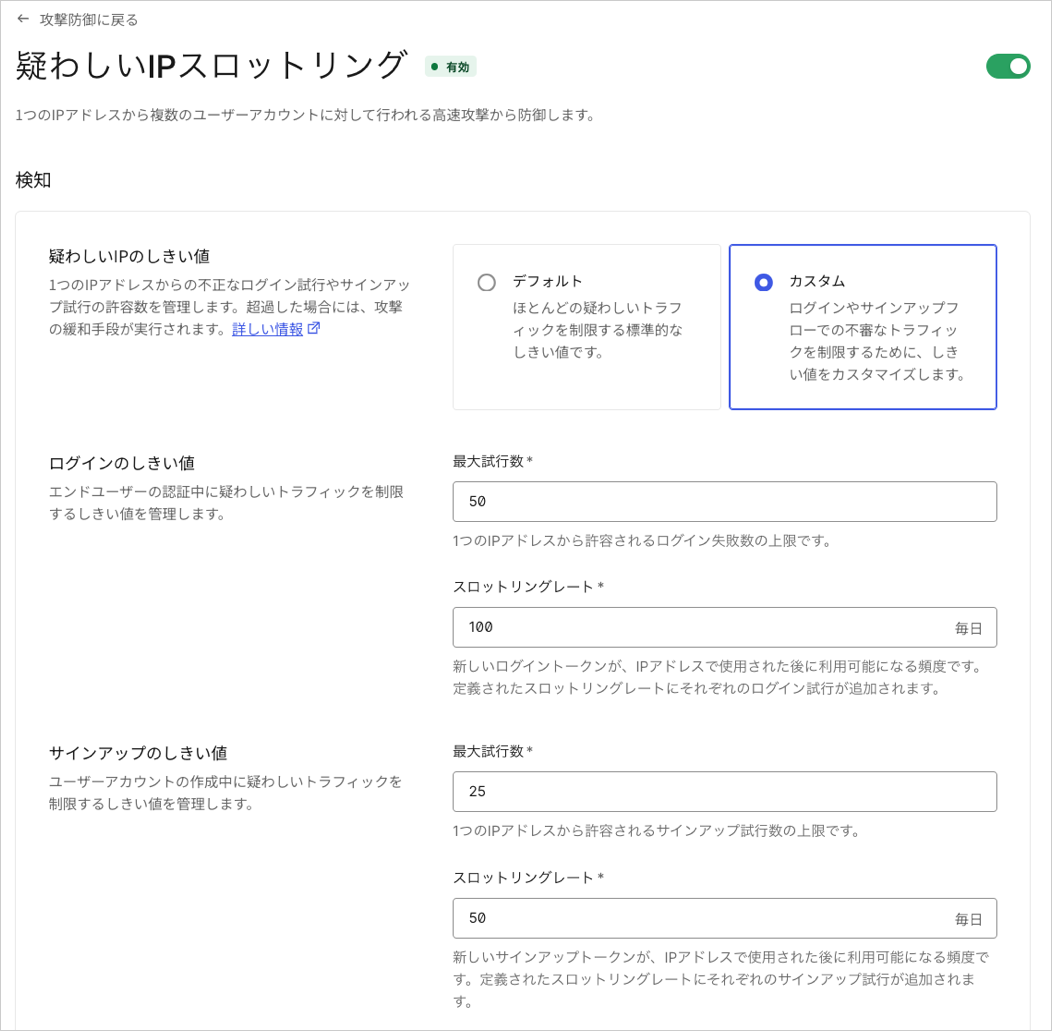 ← 攻撃防御に戻る
疑わしいIPスロットリング
有効
1つのIPアドレスから複数のユーザーアカウントに対して行われる高速攻撃から防御します。
検知
疑わしいIPのしきい値
1つのIPアドレスからの不正なログイン試行やサインアッ
プ試行の許容数を管理します。超過した場合には、攻撃
の緩和手段が実行されます。詳しい情報
デフォルト
ほとんどの疑わしいトラフ
ィックを制限する標準的な
しきい値です。
カスタム
ログインやサインアップフ
ローでの不審なトラフィッ
クを制限するために、しき
い値をカスタマイズします。
ログインのしきい値
エンドユーザーの認証中に疑わしいトラフィックを制限
するしきい値を管理します。
最大試行数 *
50
1つのIPアドレスから許容されるログイン失敗数の上限です。
スロットリングレート *
100 毎日
新しいログイントークンが、IPアドレスで使用された後に利用可能になる頻度です。
定義されたスロットリングレートにそれぞれのログイン試行が追加されます。
サインアップのしきい値
ユーザーアカウントの作成中に疑わしいトラフィックを
制限するしきい値を管理します。
最大試行数 *
25
1つのIPアドレスから許容されるサインアップ試行数の上限です。
スロットリングレート *
50 毎日
新しいサインアップトークンが、IPアドレスで使用された後に利用可能になる頻度で
す。定義されたスロットリングレートにそれぞれのサインアップ試行が追加されま
す。